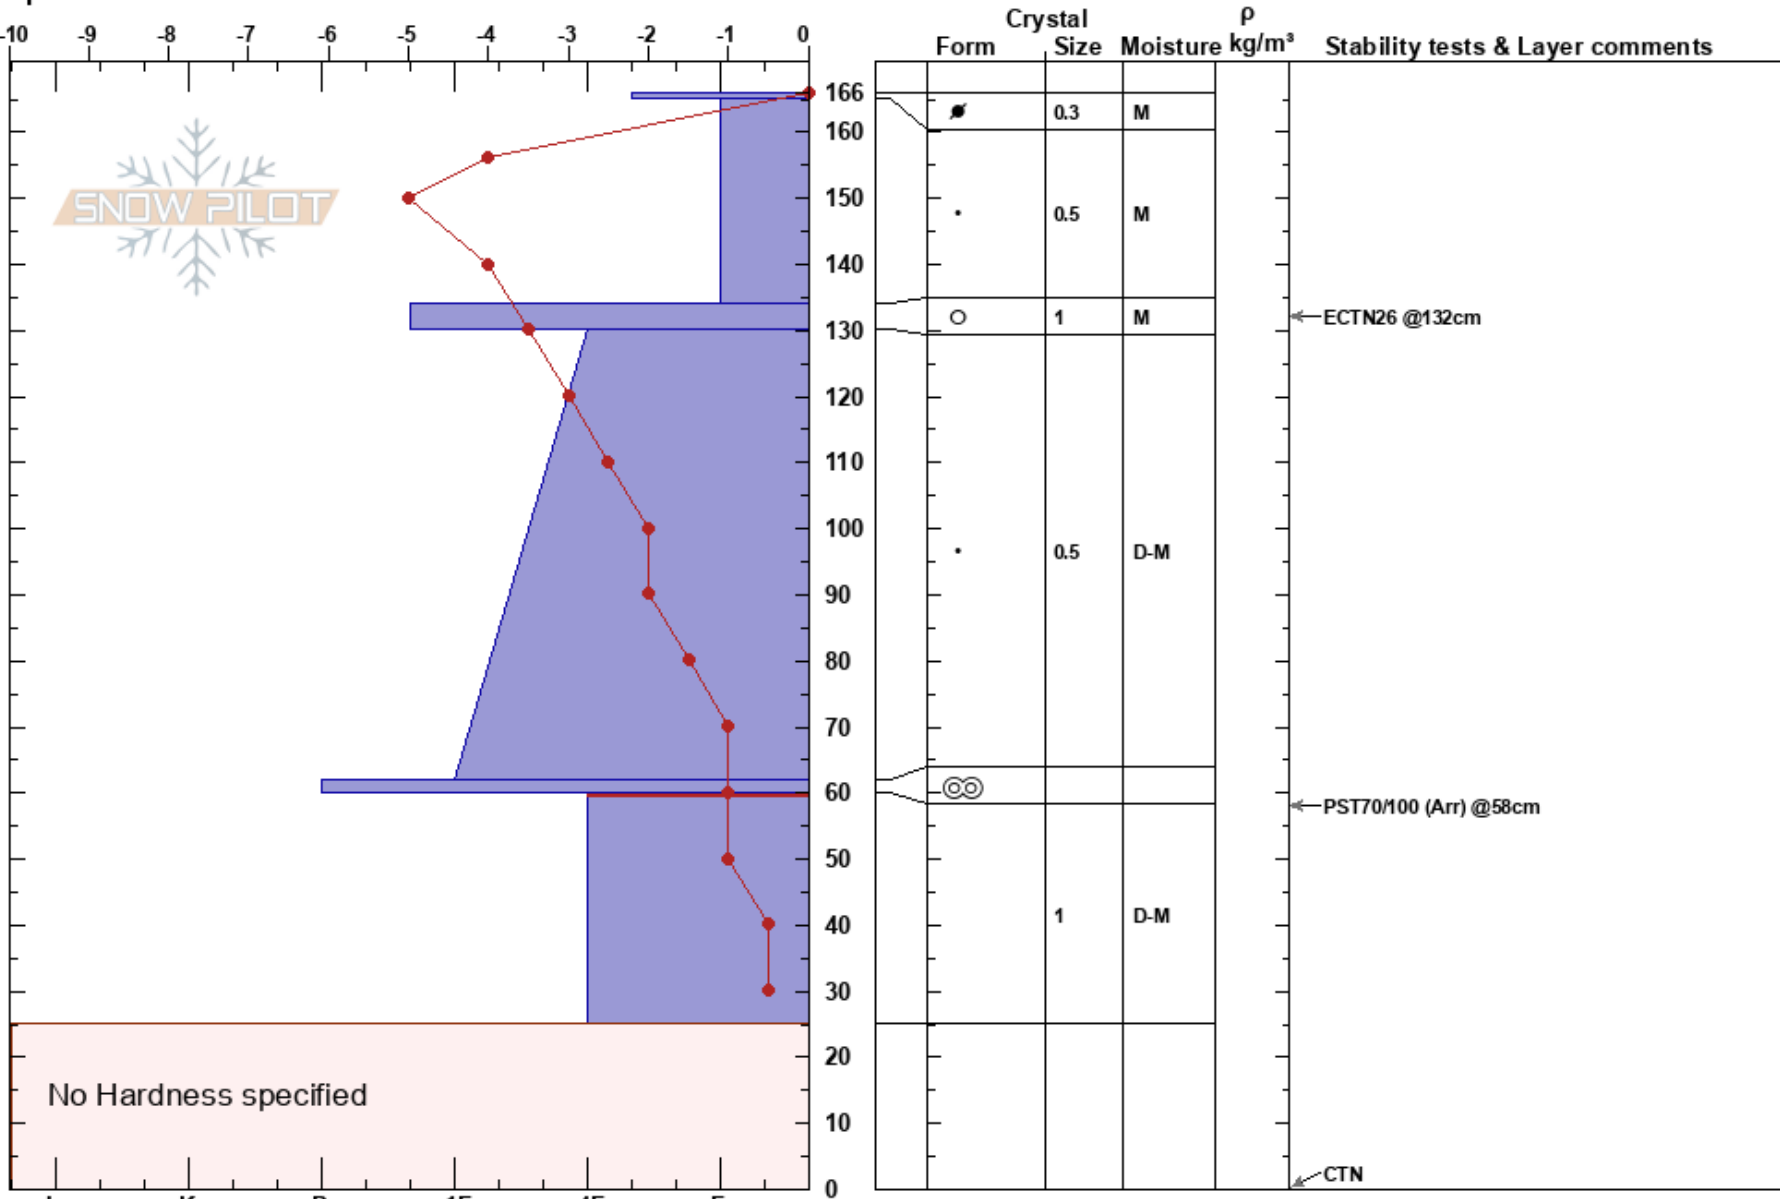 Crystal ρ
-10 -9 -8 -7 -6 -5 -4 -3 -2 -1 0 Form Size Moisture kg/m³ Stability tests & Layer comments
166
0.3 M
160
SNOW PILOT
150
0.5 M
140
1 M ECTN26 @132cm
130
120
110
100
0.5 D-M
90
80
70
60
PST70/100 (Arr) @58cm
50
1 D-M
40
30
20
No Hardness specified
10
CTN
0